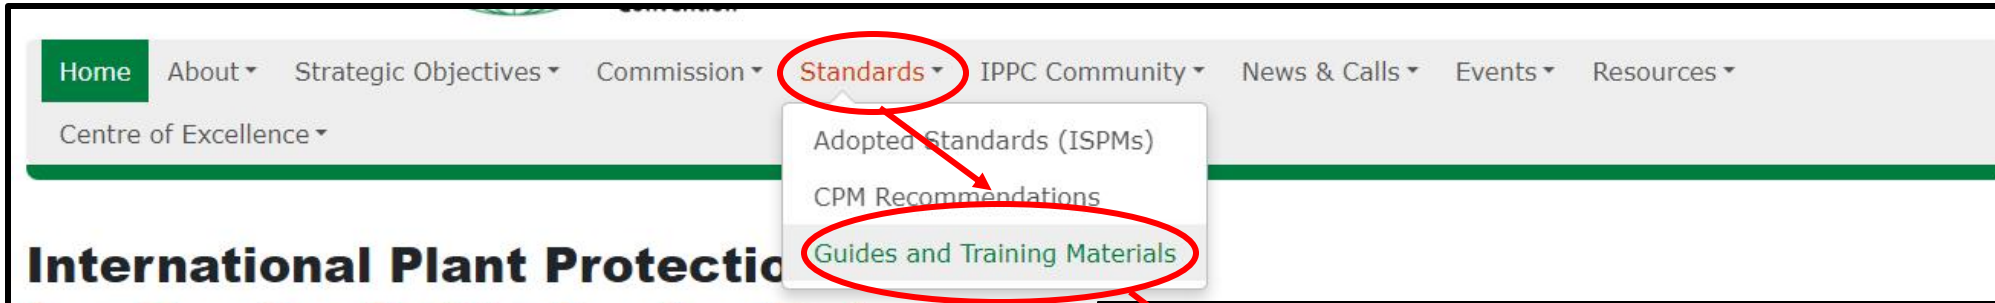 Convention
Home About Strategic Objectives Commission Standards IPPC Community News & Calls Events Resources
Centre of Excellence
Adopted Standards (ISPMs)
CPM Recommendations
Guides and Training Materials
International Plant Protectio